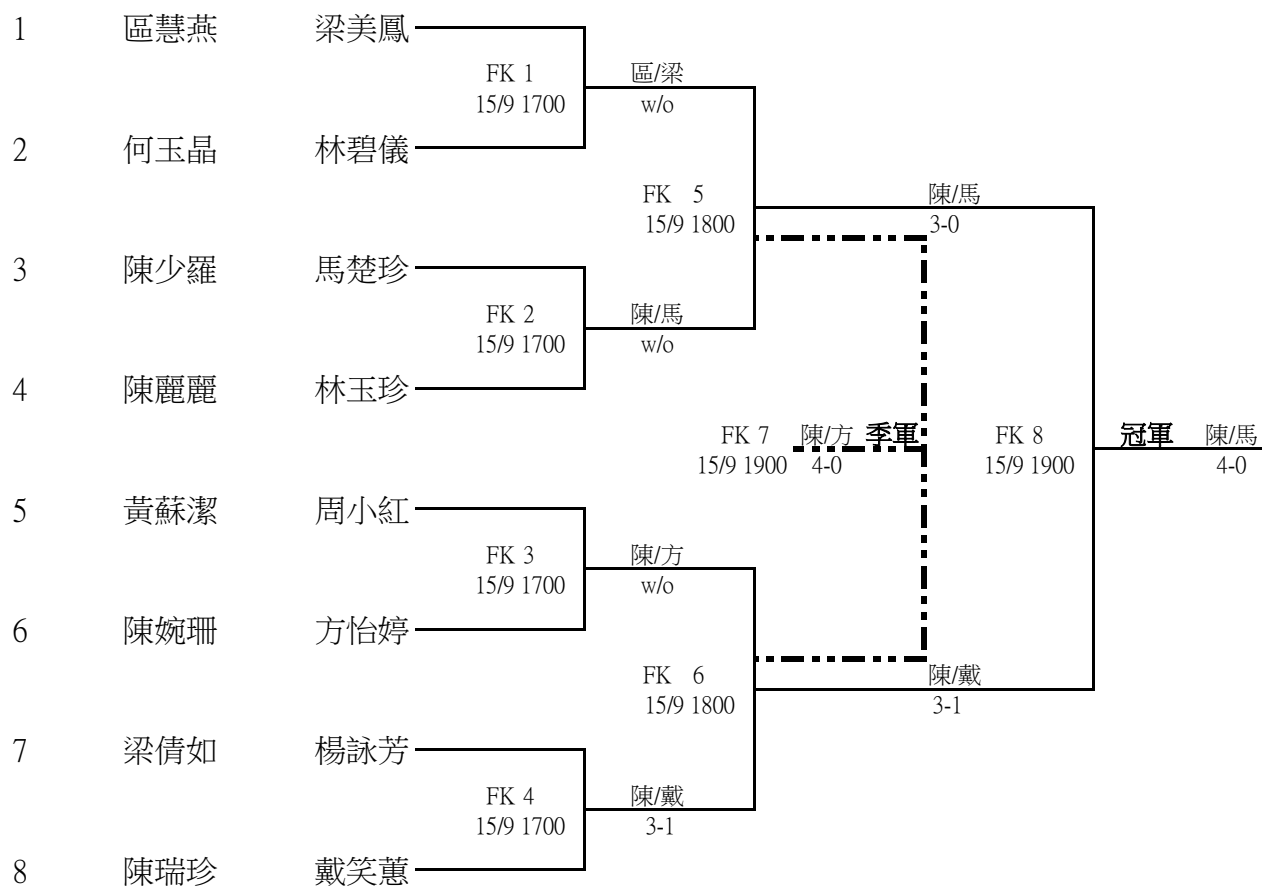 1 區慧燕 梁美鳳
FK 1 區/梁
15/9 1700 w/o
2 何玉晶 林碧儀
FK 5 陳/馬
15/9 1800 3-0
3 陳少羅 馬楚珍
FK 2 陳/馬
15/9 1700 w/o
4 陳麗麗 林玉珍
FK 7 陳/方 季軍 FK 8 冠軍 陳/馬
15/9 1900 4-0 15/9 1900 4-0
5 黃蘇潔 周小紅
FK 3 陳/方
15/9 1700 w/o
6 陳婉珊 方怡婷
FK 6 陳/戴
15/9 1800 3-1
7 梁倩如 楊詠芳
FK 4 陳/戴
15/9 1700 3-1
8 陳瑞珍 戴笑蕙